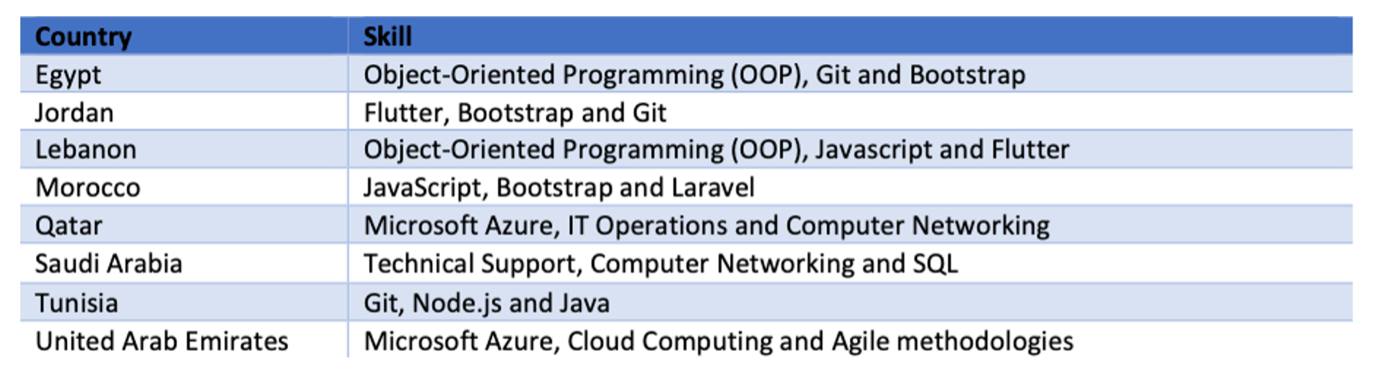 Country Skill
Egypt Object-Oriented Programming (OOP), Git and Bootstrap
Jordan Flutter, Bootstrap and Git
Lebanon Object-Oriented Programming (OOP), Javascript and Flutter
Morocco JavaScript, Bootstrap and Laravel
Qatar Microsoft Azure, IT Operations and Computer Networking
Saudi Arabia Technical Support, Computer Networking and SQL
Tunisia Git, Node.js and Java
United Arab Emirates Microsoft Azure, Cloud Computing and Agile methodologies